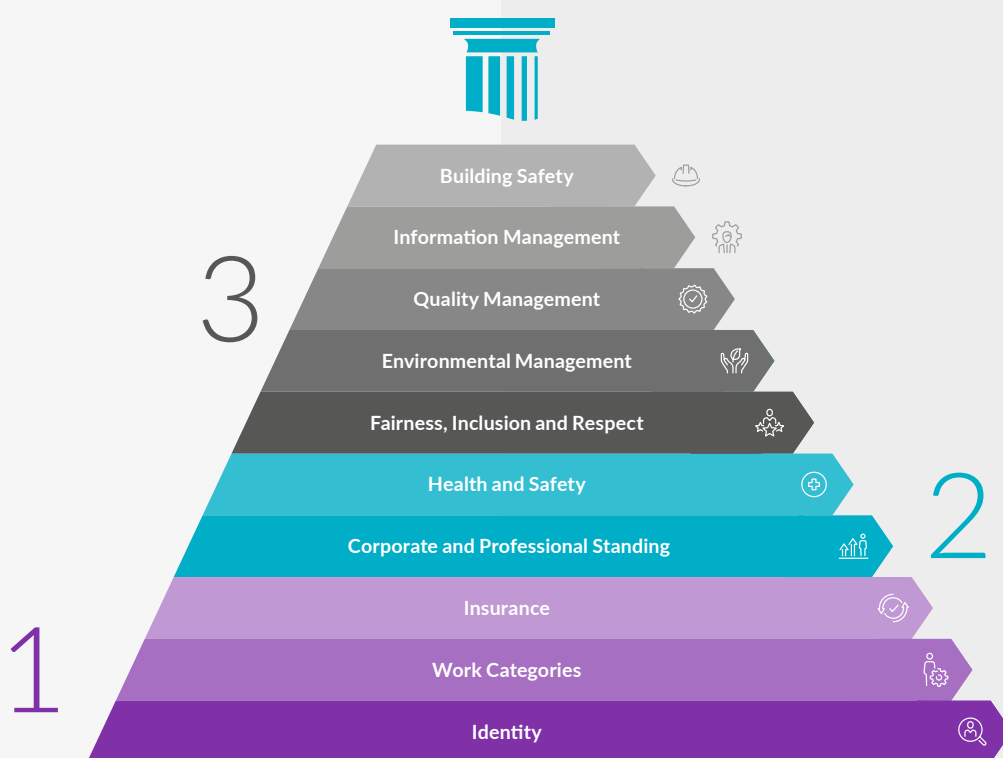 Building Safety
Information Management
Quality Management
3
Environmental Management
Fairness, Inclusion and Respect
Health and Safety
2
Corporate and Professional Standing
Insurance
1
Work Categories
Identity